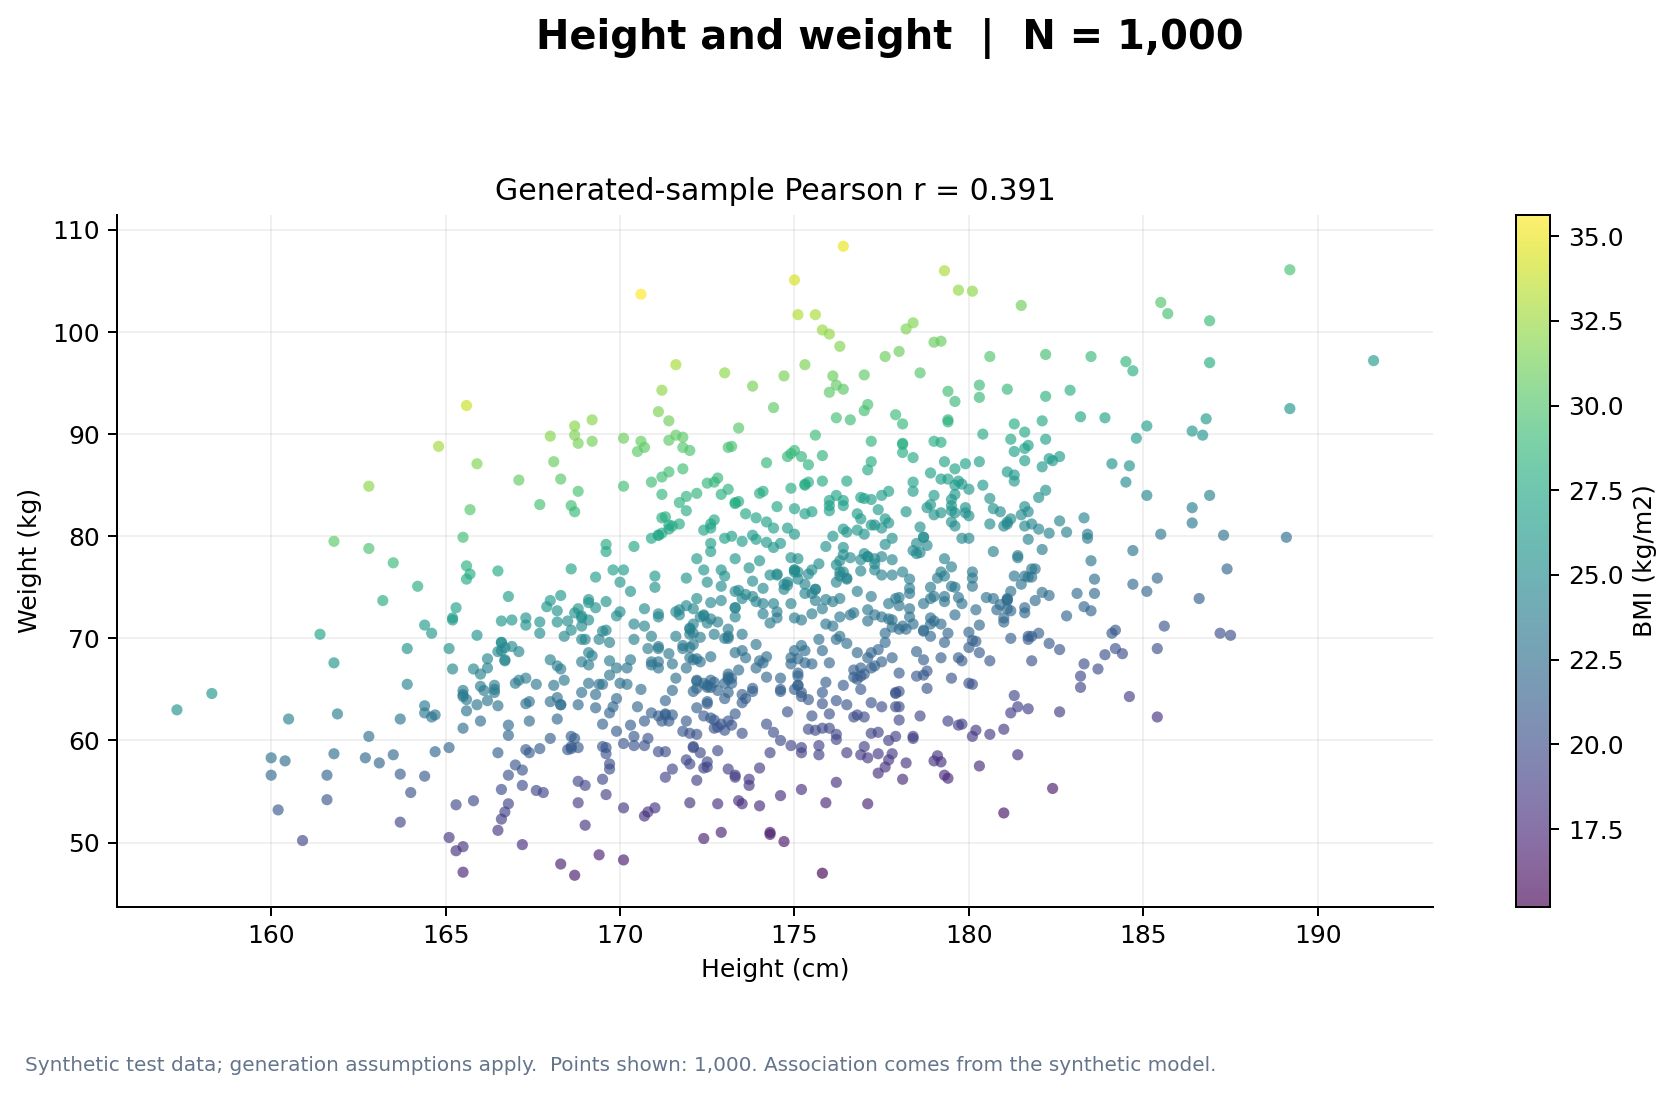 Height and weight | N = 1,000
Generated-sample Pearson r = 0.391
110
100
90
80
70
60
50
Weight (kg)
160 165 170 175 180 185 190
Height (cm)
35.0
32.5
30.0
27.5
25.0
22.5
20.0
17.5
BMI (kg/m2)
Synthetic test data; generation assumptions apply. Points shown: 1,000. Association comes from the synthetic model.